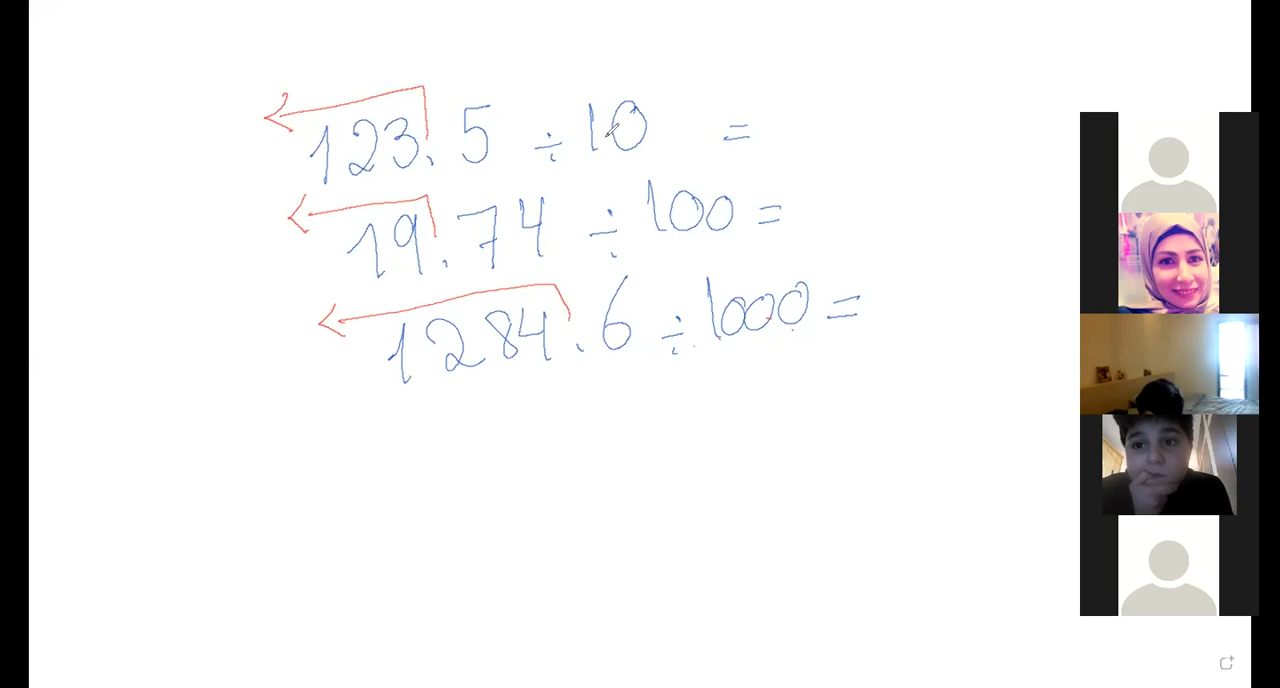 123.5 ÷ 10 =
19.74 ÷ 100 =
1284.6 ÷ 1000 =